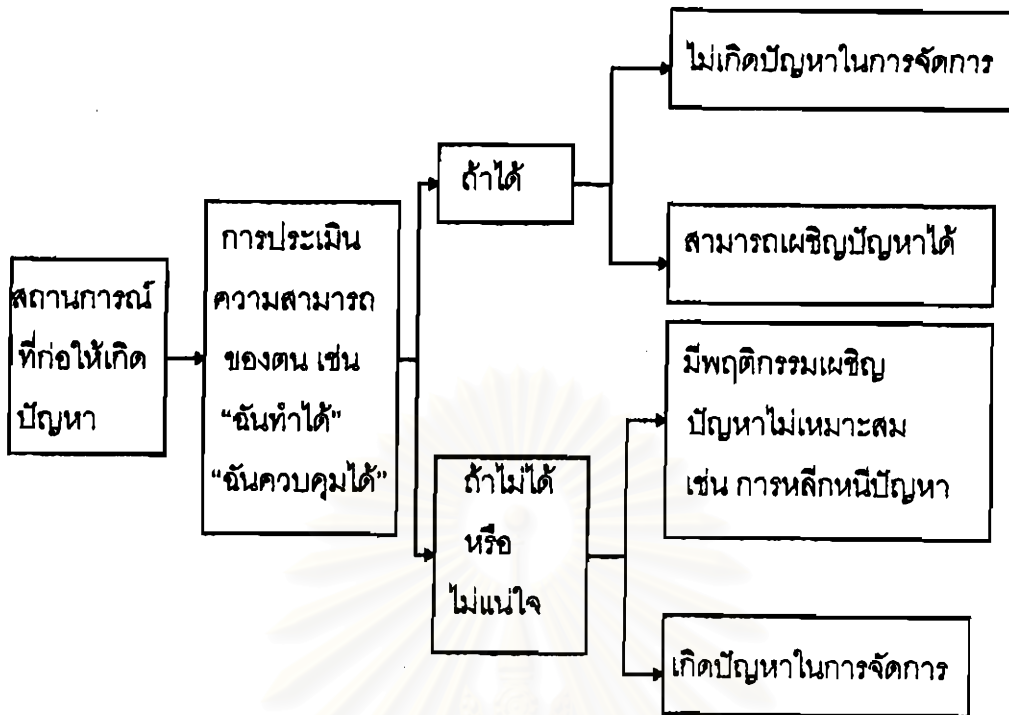 สถานการณ์
ที่ก่อให้เกิด
ปัญหา
การประเมิน
ความสามารถ
ของตน เช่น
“ฉันทำได้”
“ฉันควบคุมได้”
ถ้าได้
ไม่เกิดปัญหาในการจัดการ
สามารถเผชิญปัญหาได้
ถ้าไม่ได้
หรือ
ไม่แน่ใจ
มีพฤติกรรมเผชิญ
ปัญหาไม่เหมาะสม
เช่น การหลีกหนีปัญหา
เกิดปัญหาในการจัดการ